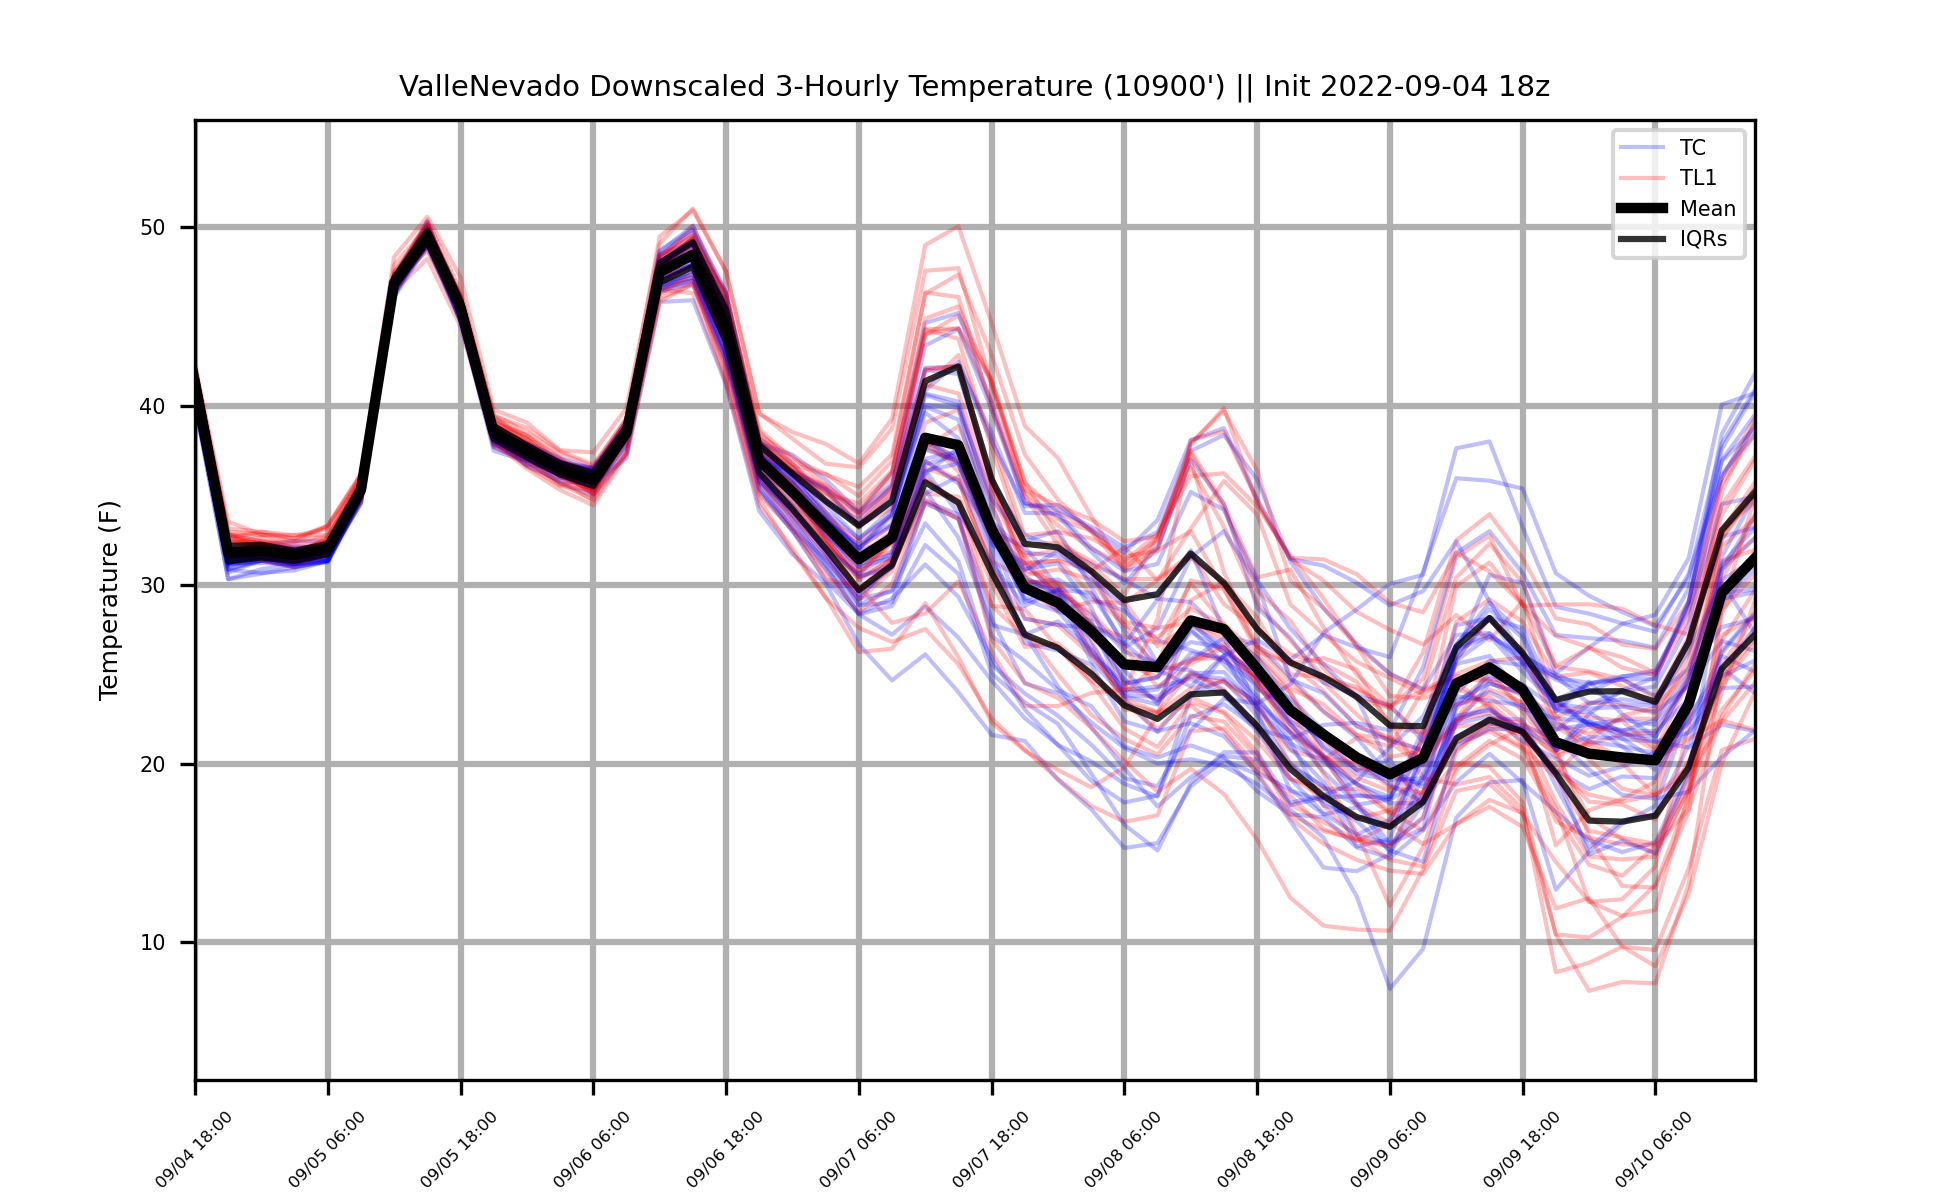 ValleNevado Downscaled 3-Hourly Temperature (10900') || Init 2022-09-04 18z
TC
TL1
Mean
IQRs
Temperature (F)
50
40
30
20
10
09/04 18:00
09/05 06:00
09/05 18:00
09/06 06:00
09/06 18:00
09/07 06:00
09/07 18:00
09/08 06:00
09/08 18:00
09/09 06:00
09/09 18:00
09/10 06:00